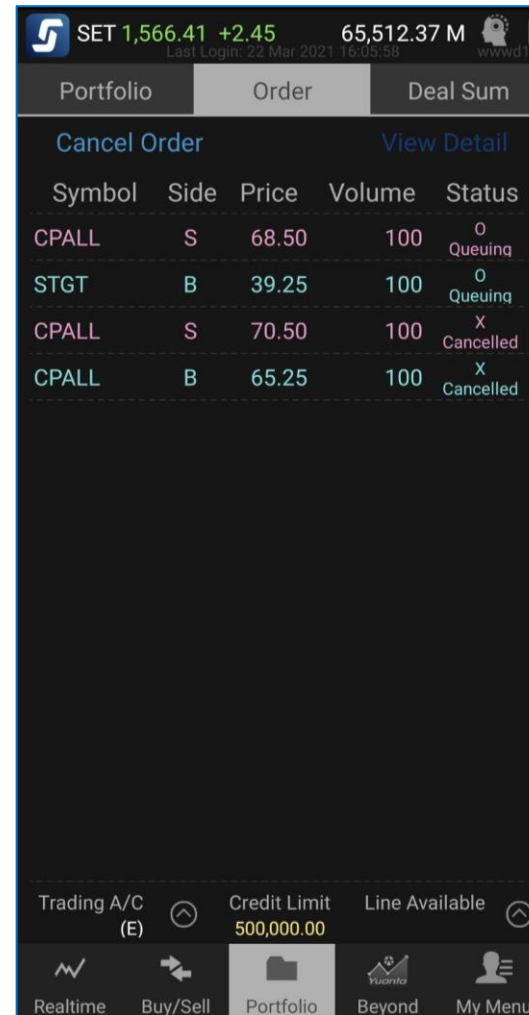 SET 1,566.41 +2.45 65,512.37 M
Last Login: 22 Mar 2021 16:05:58 wwwd1
Portfolio Order Deal Sum
Cancel Order View Detail
Symbol Side Price Volume Status
CPALL S 68.50 100 O Queuing
STGT B 39.25 100 O Queuing
CPALL S 70.50 100 X Cancelled
CPALL B 65.25 100 X Cancelled
Trading A/C Credit Limit Line Available
(E) 500,000.00
Yuanta
Realtime Buy/Sell Portfolio Beyond My Menu